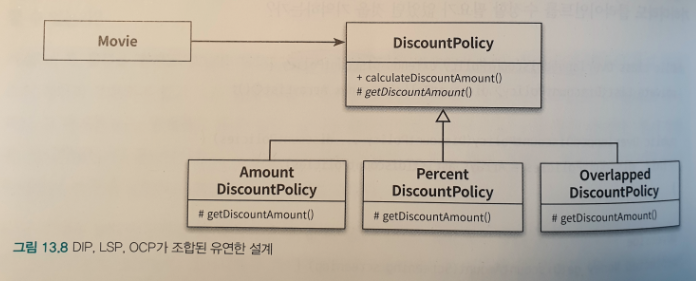 Movie
DiscountPolicy
+ calculateDiscountAmount()
# getDiscountAmount()
Amount
DiscountPolicy
# getDiscountAmount()
Percent
DiscountPolicy
# getDiscountAmount()
Overlapped
DiscountPolicy
# getDiscountAmount()
그림 13.8 DIP, LSP, OCP가 조합된 유연한 설계